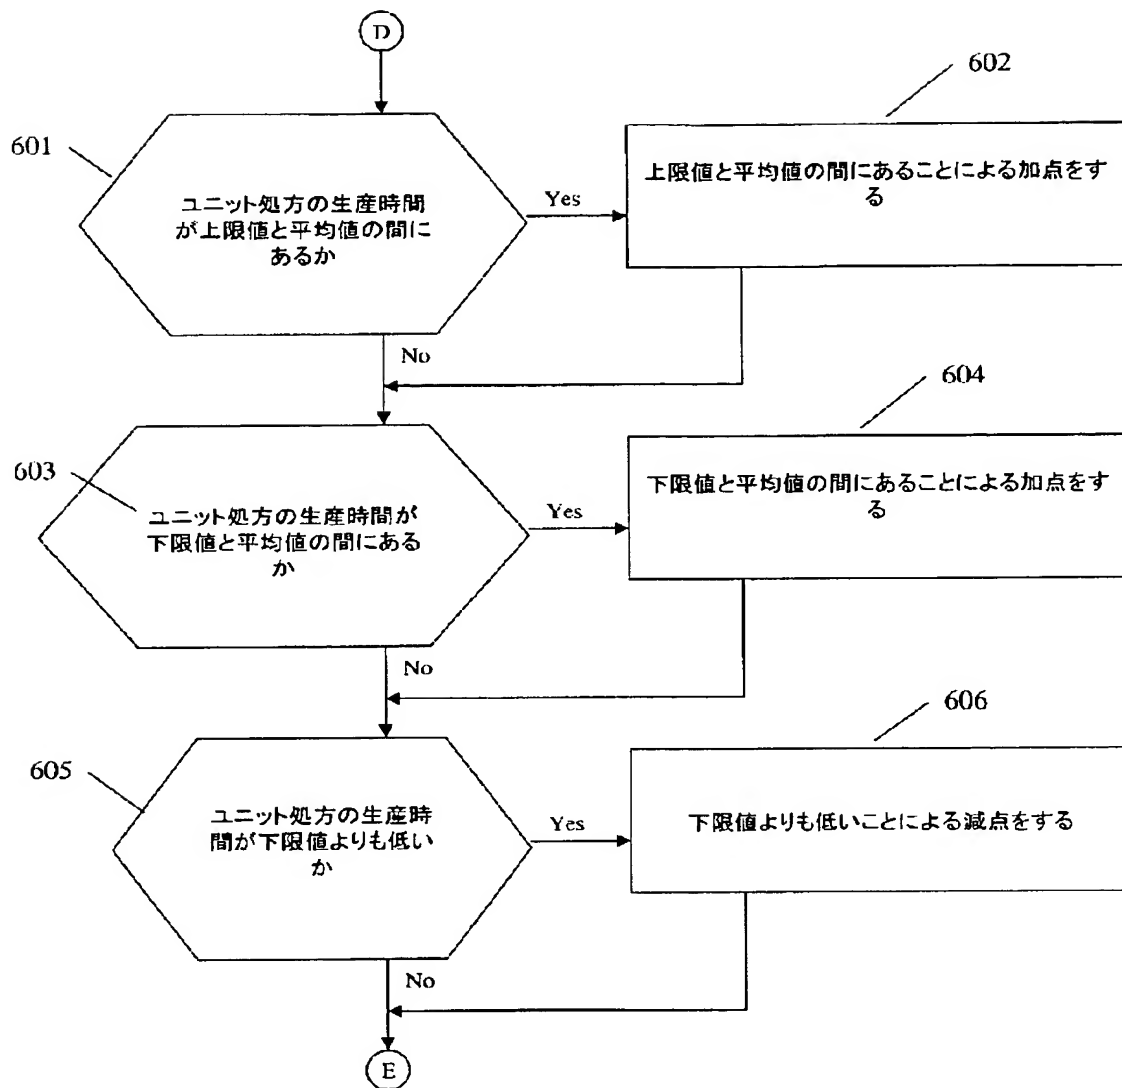 D
602
601
ユニット処方の生産時間
が上限値と平均値の間に
あるか
Yes
上限値と平均値の間にあることによる加点をす
る
No
604
603
ユニット処方の生産時間が
下限値と平均値の間にある
か
Yes
下限値と平均値の間にあることによる加点をす
る
No
606
605
ユニット処方の生産時
間が下限値よりも低い
か
Yes
下限値よりも低いことによる減点をする
No
E